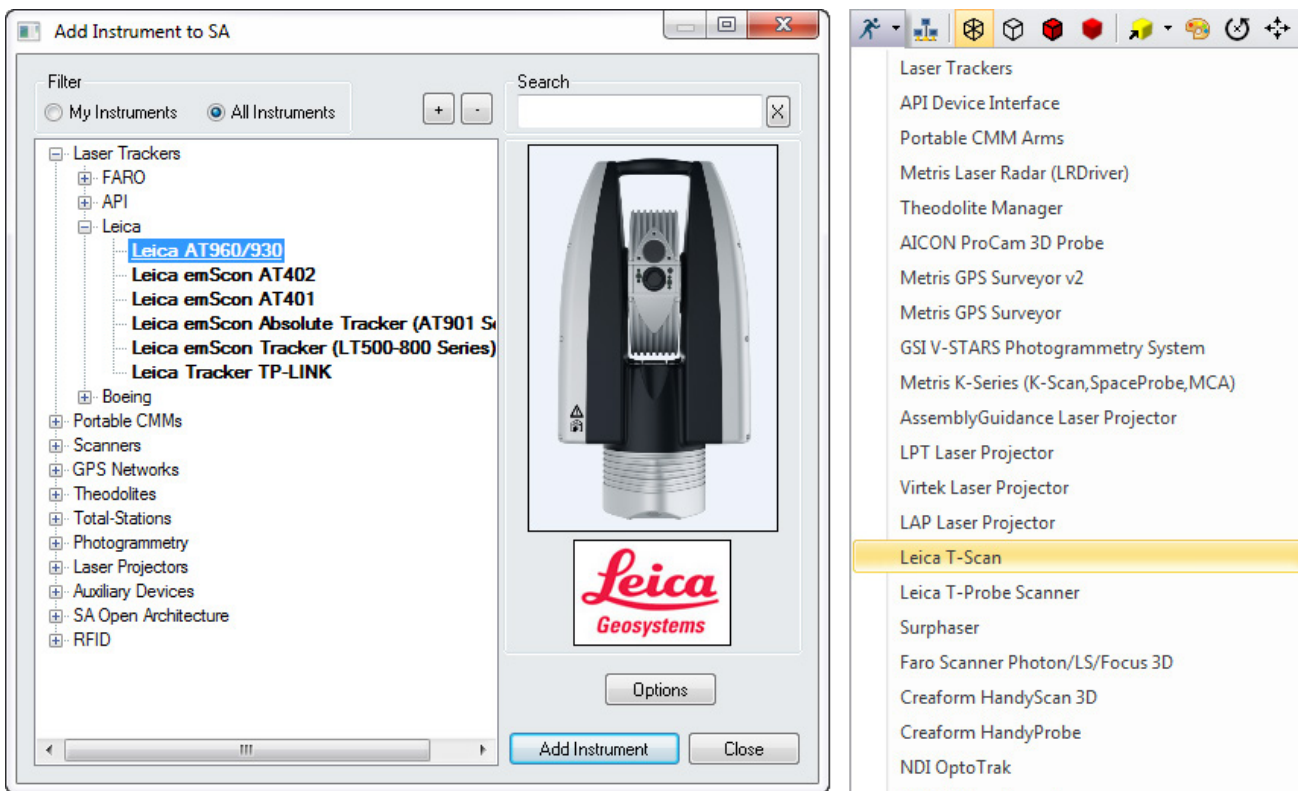 Add Instrument to SA
Filter
My Instruments
All Instruments
+
-
Search
X
Laser Trackers
FARO
API
Leica
Leica AT960/930
Leica emScon AT402
Leica emScon AT401
Leica emScon Absolute Tracker (AT901 S
Leica emScon Tracker (LT500-800 Series)
Leica Tracker TP-LINK
Boeing
Portable CMMs
Scanners
GPS Networks
Theodolites
Total-Stations
Photogrammetry
Laser Projectors
Auxiliary Devices
SA Open Architecture
RFID
Leica
Geosystems
Options
Add Instrument
Close
Laser Trackers
API Device Interface
Portable CMM Arms
Metris Laser Radar (LRDriver)
Theodolite Manager
AICON ProCam 3D Probe
Metris GPS Surveyor v2
Metris GPS Surveyor
GSI V-STARS Photogrammetry System
Metris K-Series (K-Scan,SpaceProbe,MCA)
AssemblyGuidance Laser Projector
LPT Laser Projector
Virtek Laser Projector
LAP Laser Projector
Leica T-Scan
Leica T-Probe Scanner
Surphaser
Faro Scanner Photon/LS/Focus 3D
Creaform HandyScan 3D
Creaform HandyProbe
NDI OptoTrak